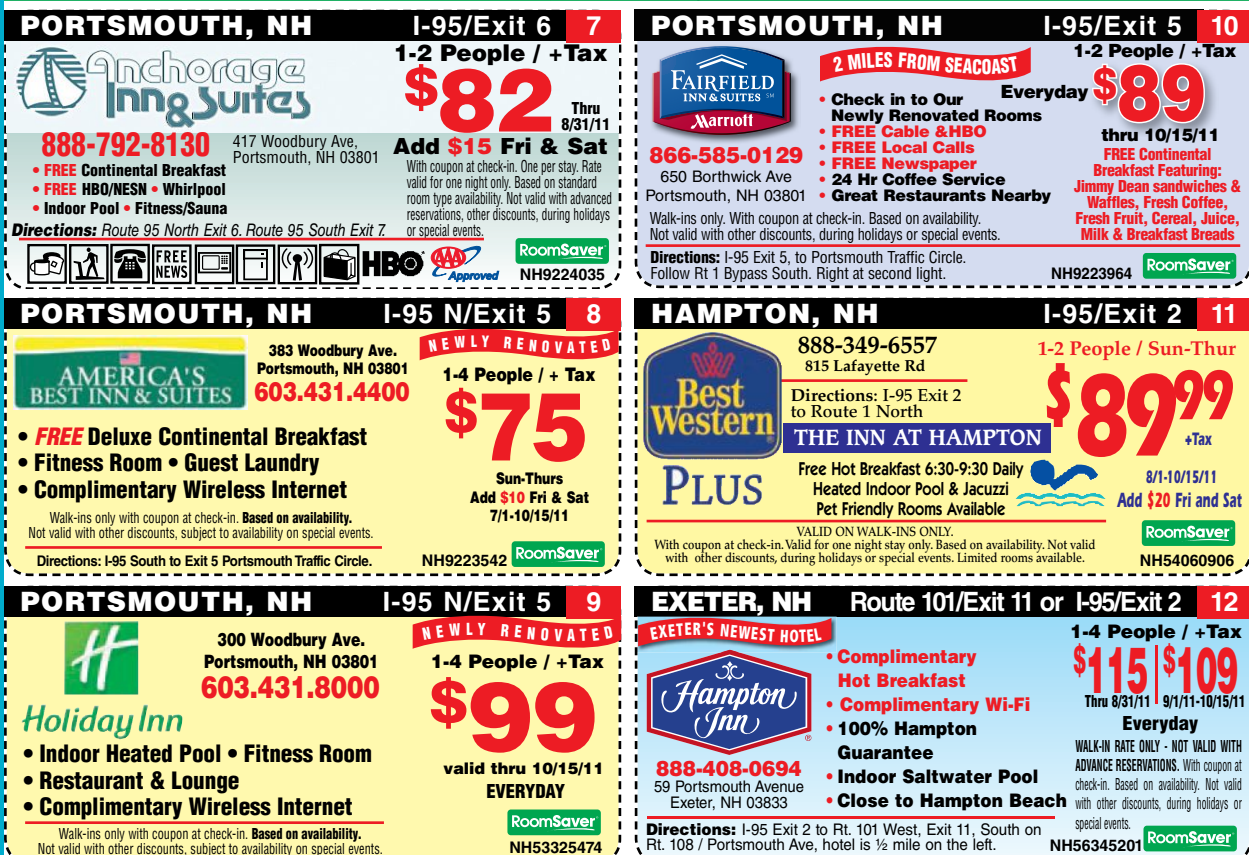 PORTSMOUTH, NH I-95/Exit 6 7
Anchorage
Inn & Suites
1-2 People / +Tax
$82
Thru
8/31/11
888-792-8130
417 Woodbury Ave,
Portsmouth, NH 03801
Add $15 Fri & Sat
• FREE Continental Breakfast
• FREE HBO/NESN • Whirlpool
• Indoor Pool • Fitness/Sauna
With coupon at check-in. One per stay. Rate
valid for one night only. Based on standard
room type availability. Not valid with advanced
reservations, other discounts, during holidays
or special events.
Directions: Route 95 North Exit 6. Route 95 South Exit 7.
FREE
NEWS
HBO
AAA
Approved
RoomSaver
NH9224035
PORTSMOUTH, NH I-95 N/Exit 5 8
AMERICA'S
BEST INN & SUITES
383 Woodbury Ave.
Portsmouth, NH 03801
603.431.4400
NEWLY RENOVATED
1-4 People / + Tax
$75
Sun-Thurs
Add $10 Fri & Sat
7/1-10/15/11
• FREE Deluxe Continental Breakfast
• Fitness Room • Guest Laundry
• Complimentary Wireless Internet
Walk-ins only with coupon at check-in. Based on availability.
Not valid with other discounts, subject to availability on special events.
Directions: I-95 South to Exit 5 Portsmouth Traffic Circle.
NH9223542 RoomSaver
PORTSMOUTH, NH I-95 N/Exit 5 9
H
Holiday Inn
300 Woodbury Ave.
Portsmouth, NH 03801
603.431.8000
NEWLY RENOVATED
1-4 People / +Tax
$99
valid thru 10/15/11
EVERYDAY
• Indoor Heated Pool • Fitness Room
• Restaurant & Lounge
• Complimentary Wireless Internet
Walk-ins only with coupon at check-in. Based on availability.
Not valid with other discounts, subject to availability on special events.
RoomSaver
NH53325474
PORTSMOUTH, NH I-95/Exit 5 10
FAIRFIELD
INN & SUITES SM
Marriott
866-585-0129
650 Borthwick Ave
Portsmouth, NH 03801
2 MILES FROM SEACOAST
• Check in to Our
Newly Renovated Rooms
• FREE Cable &HBO
• FREE Local Calls
• FREE Newspaper
• 24 Hr Coffee Service
• Great Restaurants Nearby
1-2 People / +Tax
Everyday $89
thru 10/15/11
FREE Continental
Breakfast Featuring:
Jimmy Dean sandwiches &
Waffles, Fresh Coffee,
Fresh Fruit, Cereal, Juice,
Milk & Breakfast Breads
Walk-ins only. With coupon at check-in. Based on availability.
Not valid with other discounts, during holidays or special events.
Directions: I-95 Exit 5, to Portsmouth Traffic Circle.
Follow Rt 1 Bypass South. Right at second light.
NH9223964 RoomSaver
HAMPTON, NH I-95/Exit 2 11
Best
Western
®
PLUS
888-349-6557
815 Lafayette Rd
Directions: I-95 Exit 2
to Route 1 North
THE INN AT HAMPTON
Free Hot Breakfast 6:30-9:30 Daily
Heated Indoor Pool & Jacuzzi
Pet Friendly Rooms Available
1-2 People / Sun-Thur
$89.99
+Tax
8/1-10/15/11
Add $20 Fri and Sat
VALID ON WALK-INS ONLY.
With coupon at check-in. Valid for one night stay only. Based on availability. Not valid
with other discounts, during holidays or special events. Limited rooms available.
RoomSaver
NH54060906
EXETER, NH Route 101/Exit 11 or I-95/Exit 2 12
EXETER'S NEWEST HOTEL
Hampton
Inn
®
888-408-0694
59 Portsmouth Avenue
Exeter, NH 03833
• Complimentary
Hot Breakfast
• Complimentary Wi-Fi
• 100% Hampton
Guarantee
• Indoor Saltwater Pool
• Close to Hampton Beach
1-4 People / +Tax
$115 $109
Thru 8/31/11 9/1/11-10/15/11
Everyday
WALK-IN RATE ONLY - NOT VALID WITH
ADVANCE RESERVATIONS. With coupon at
check-in. Based on availability. Not valid
with other discounts, during holidays or
special events.
Directions: I-95 Exit 2 to Rt. 101 West, Exit 11, South on
Rt. 108 / Portsmouth Ave, hotel is ½ mile on the left.
NH56345201 RoomSaver